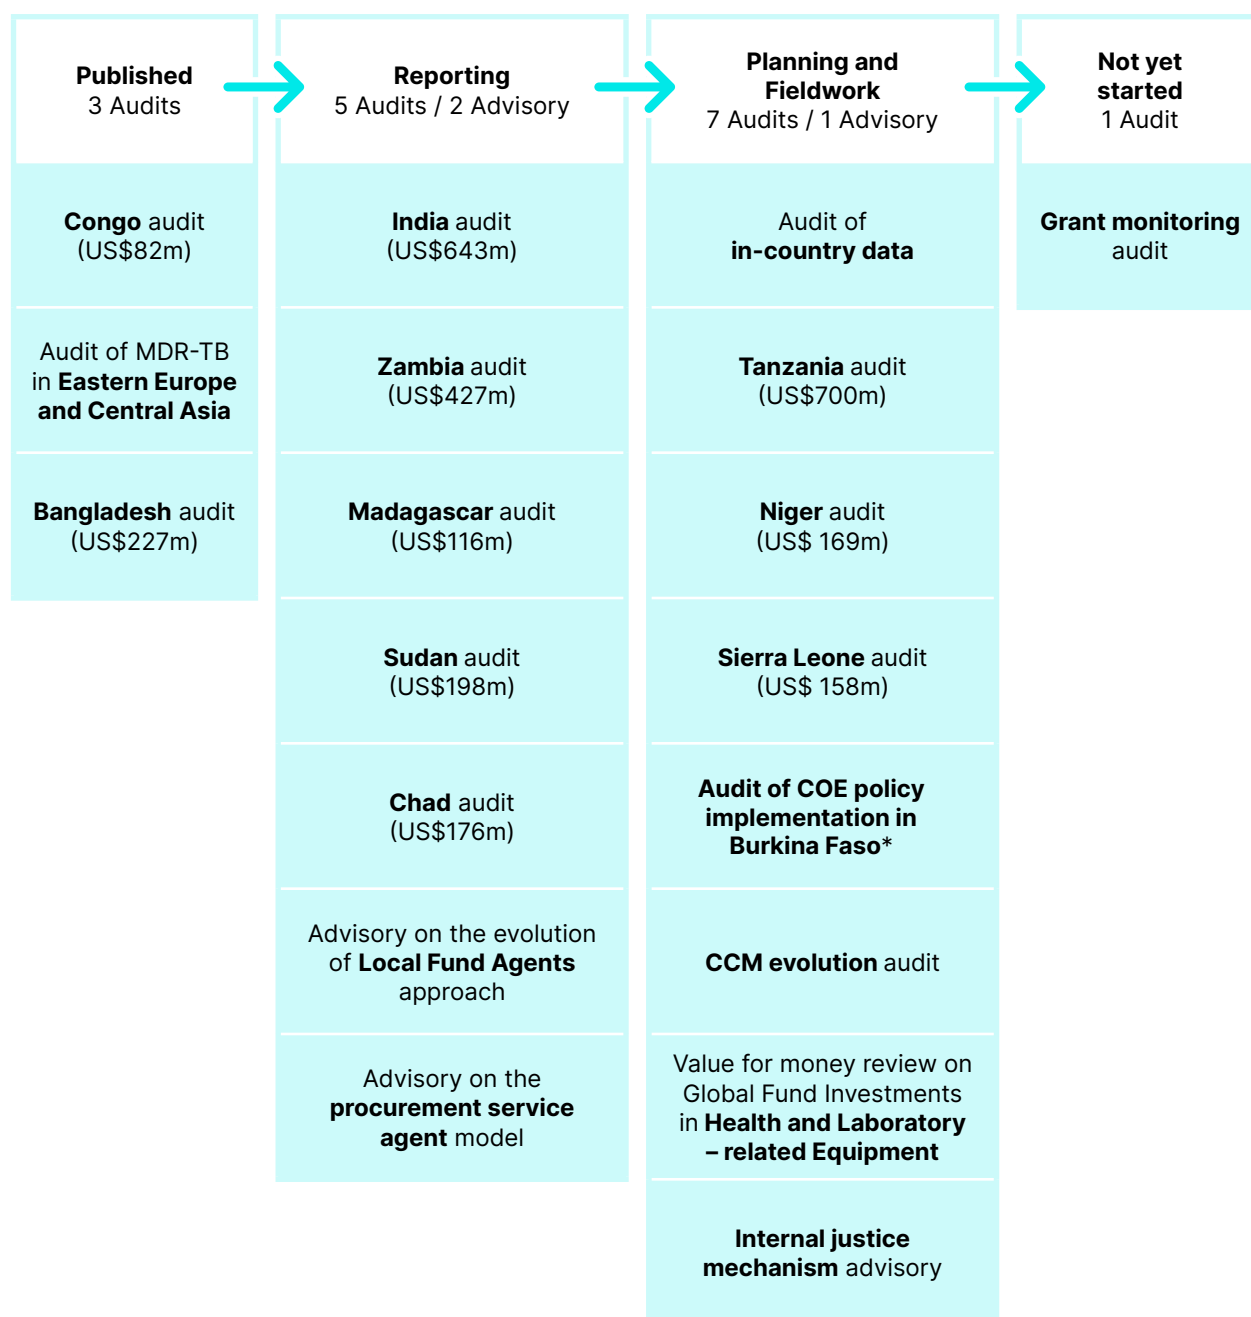 Published
3 Audits
Congo audit
(US$82m)
Audit of MDR-TB
in Eastern Europe
and Central Asia
Bangladesh audit
(US$227m)
Reporting
5 Audits / 2 Advisory
India audit
(US$643m)
Zambia audit
(US$427m)
Madagascar audit
(US$116m)
Sudan audit
(US$198m)
Chad audit
(US$176m)
Advisory on the evolution
of Local Fund Agents
approach
Advisory on the
procurement service
agent model
Planning and
Fieldwork
7 Audits / 1 Advisory
Audit of
in-country data
Tanzania audit
(US$700m)
Niger audit
(US$ 169m)
Sierra Leone audit
(US$ 158m)
Audit of COE policy
implementation in
Burkina Faso*
CCM evolution audit
Value for money review on
Global Fund Investments
in Health and Laboratory
– related Equipment
Internal justice
mechanism advisory
Not yet
started
1 Audit
Grant monitoring
audit